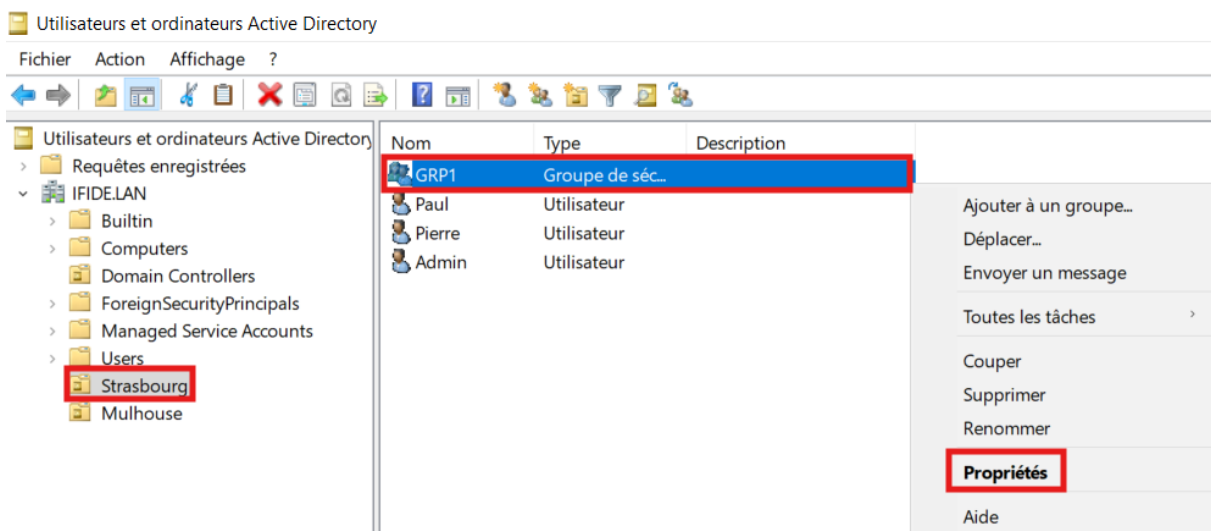 Utilisateurs et ordinateurs Active Directory
Fichier Action Affichage ?
Utilisateurs et ordinateurs Active Directory
Requêtes enregistrées
IFIDE.LAN
Builtin
Computers
Domain Controllers
ForeignSecurityPrincipals
Managed Service Accounts
Users
Strasbourg
Mulhouse
Nom Type Description
GRP1 Groupe de séc...
Paul Utilisateur
Pierre Utilisateur
Admin Utilisateur
Ajouter à un groupe...
Déplacer...
Envoyer un message
Toutes les tâches
Couper
Supprimer
Renommer
Propriétés
Aide